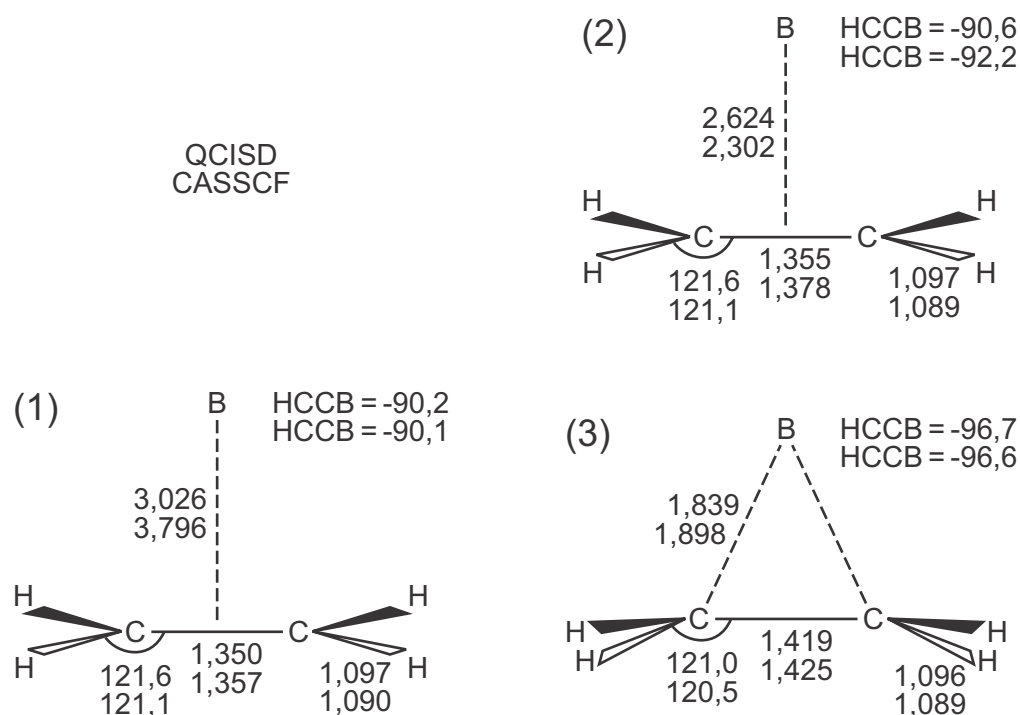 (2)
B
HCCB = -90,6
HCCB = -92,2
2,624
2,302
QCISD
CASSCF
H
H
C
C
H
H
121,6
121,1
1,355
1,378
1,097
1,089
(1)
B
HCCB = -90,2
HCCB = -90,1
3,026
3,796
H
H
C
C
H
H
121,6
121,1
1,350
1,357
1,097
1,090
(3)
B
HCCB = -96,7
HCCB = -96,6
1,839
1,898
H
H
C
C
H
H
121,0
120,5
1,419
1,425
1,096
1,089